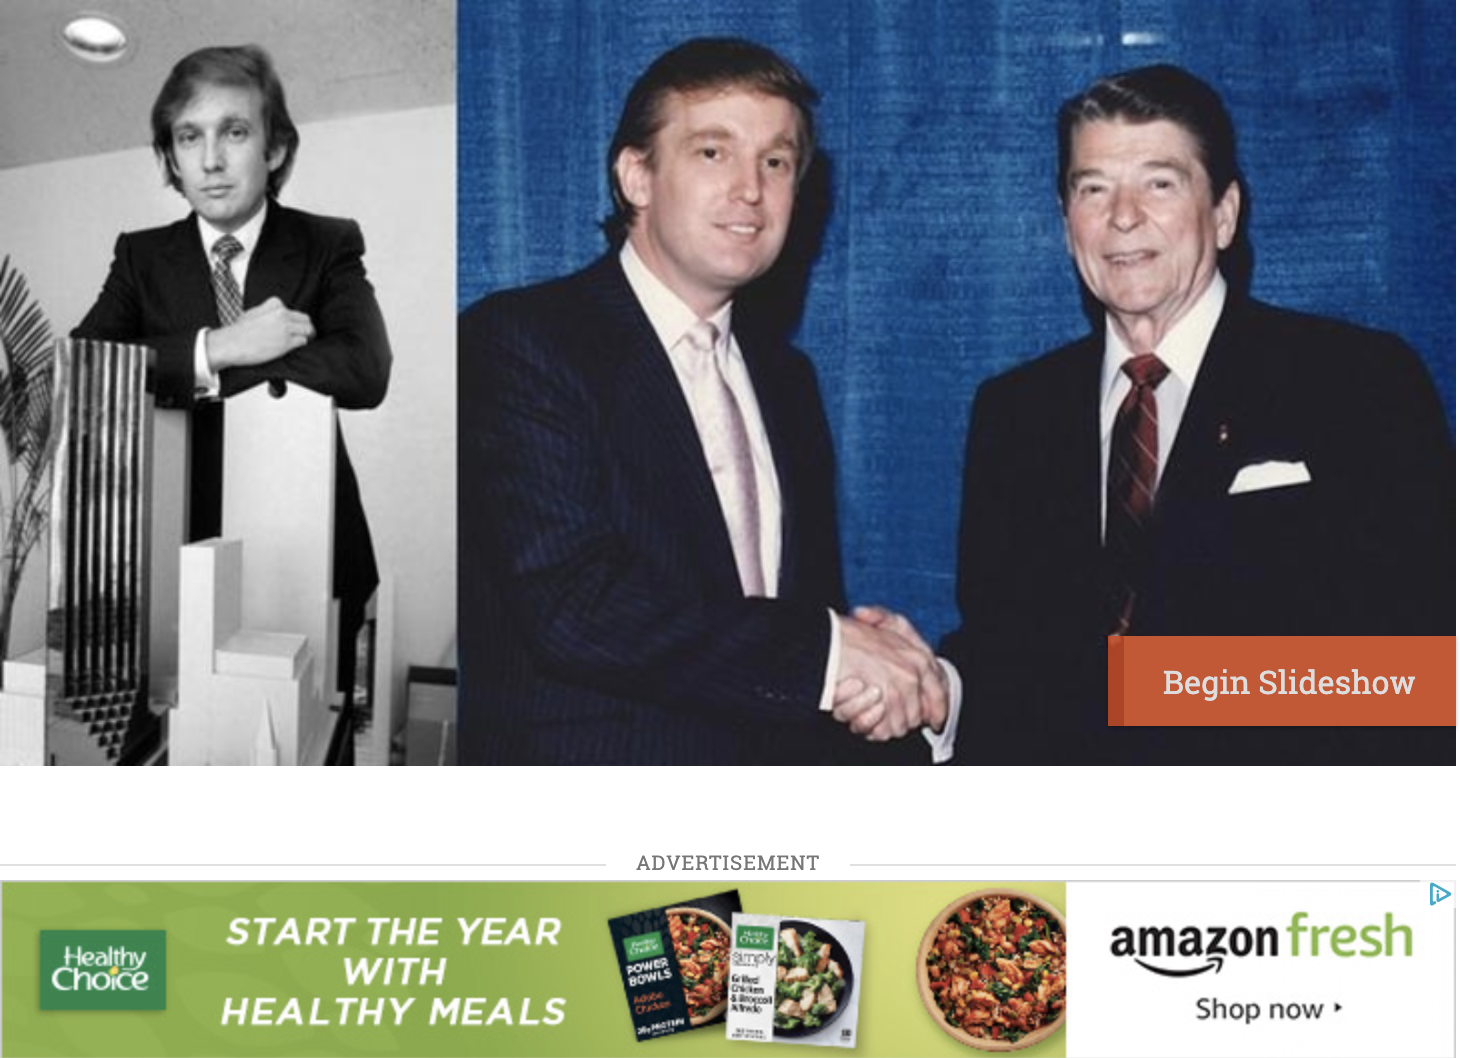 Begin Slideshow
ADVERTISEMENT
Healthy
Choice
START THE YEAR
WITH
HEALTHY MEALS
Healthy
Choice
POWER
BOWLS
Adobo
Chicken
Healthy
Choice
simply
Grilled
Chicken
& Broccoli
Alfredo
amazon fresh
Shop now